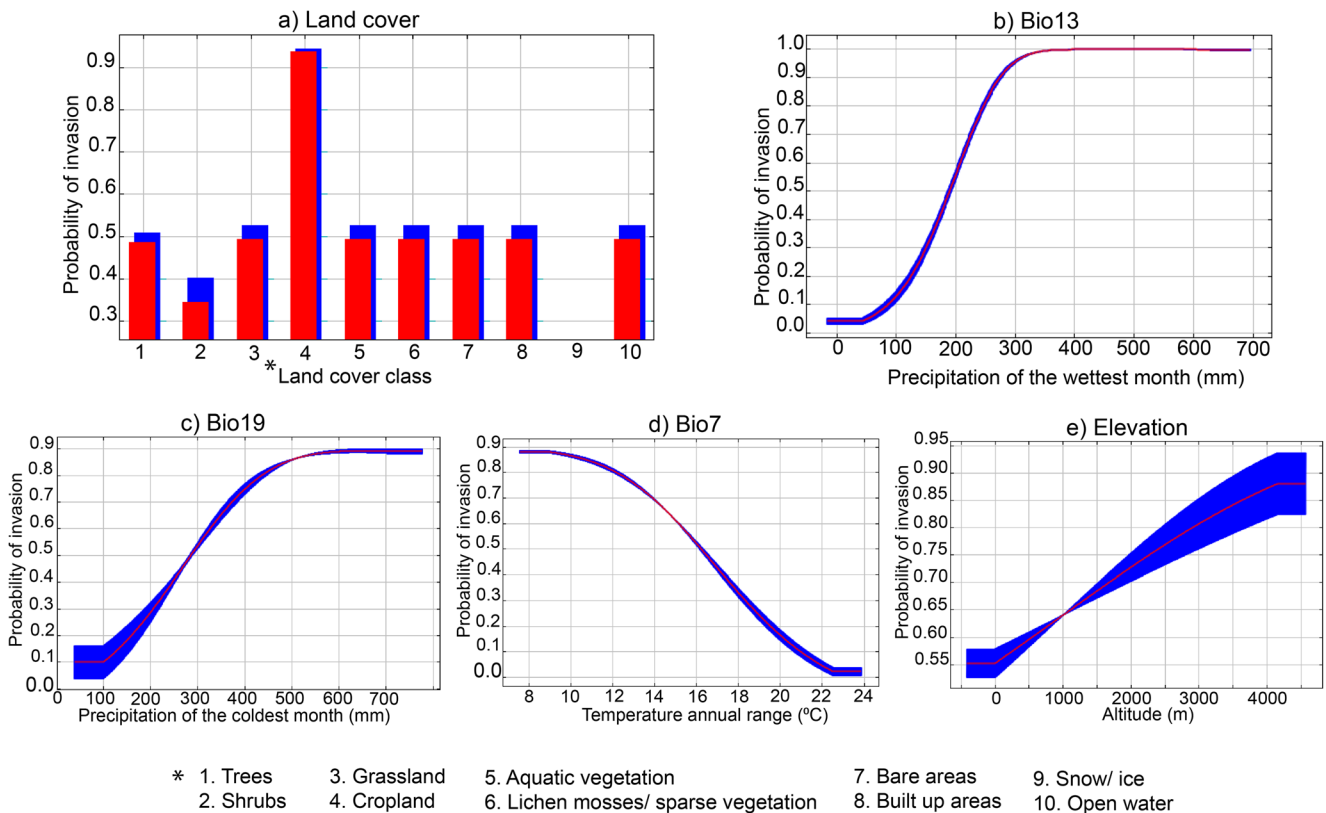 a) Land cover
Probability of invasion
0.9
0.9
0.7
0.6
0.5
0.4
0.3
1 2 3 4 5 6 7 8 9 10
* Land cover class
b) Bio13
Probability of invasion
1.0
0.9
0.8
0.7
0.6
0.5
0.4
0.3
0.2
0.1
0.0
0 100 200 300 400 500 600 700
Precipitation of the wettest month (mm)
c) Bio19
Probability of invasion
0.9
0.8
0.7
0.6
0.5
0.4
0.3
0.2
0.1
0.0
0 100 200 300 400 500 600 700
Precipitation of the coldest month (mm)
d) Bio7
Probability of invasion
0.9
0.8
0.7
0.6
0.5
0.4
0.3
0.2
0.1
0.0
8 10 12 14 16 18 20 22 24
Temperature annual range (ºC)
e) Elevation
Probability of invasion
0.95
0.90
0.85
0.80
0.75
0.70
0.65
0.60
0.55
0 1000 2000 3000 4000
Altitude (m)
* 1. Trees
2. Shrubs
3. Grassland
4. Cropland
5. Aquatic vegetation
6. Lichen mosses/ sparse vegetation
7. Bare areas
8. Built up areas
9. Snow/ ice
10. Open water